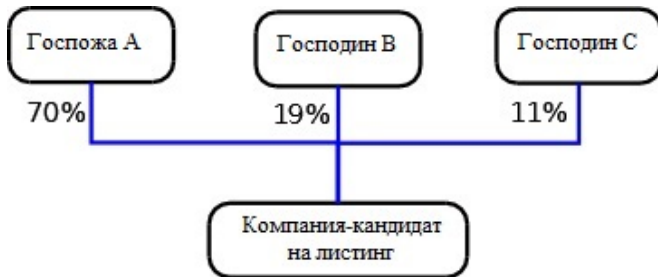 Госпожа А
Господин В
Господин С
70%
19%
11%
Компания-кандидат
на листинг